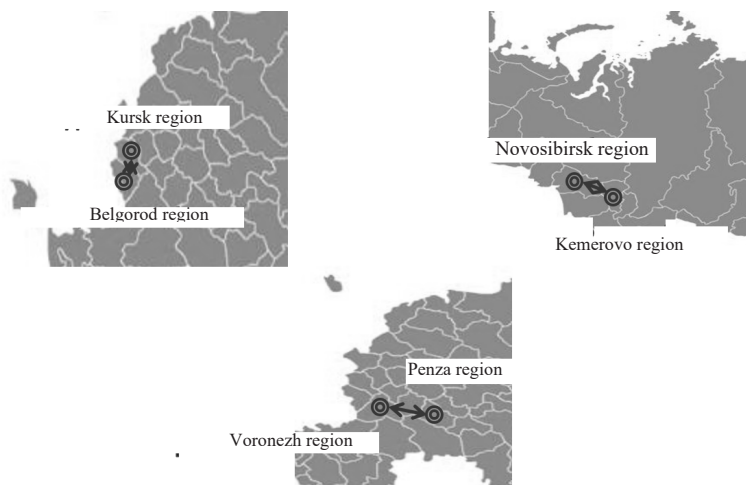 Kursk region
Belgorod region
Novosibirsk region
Kemerovo region
Penza region
Voronezh region